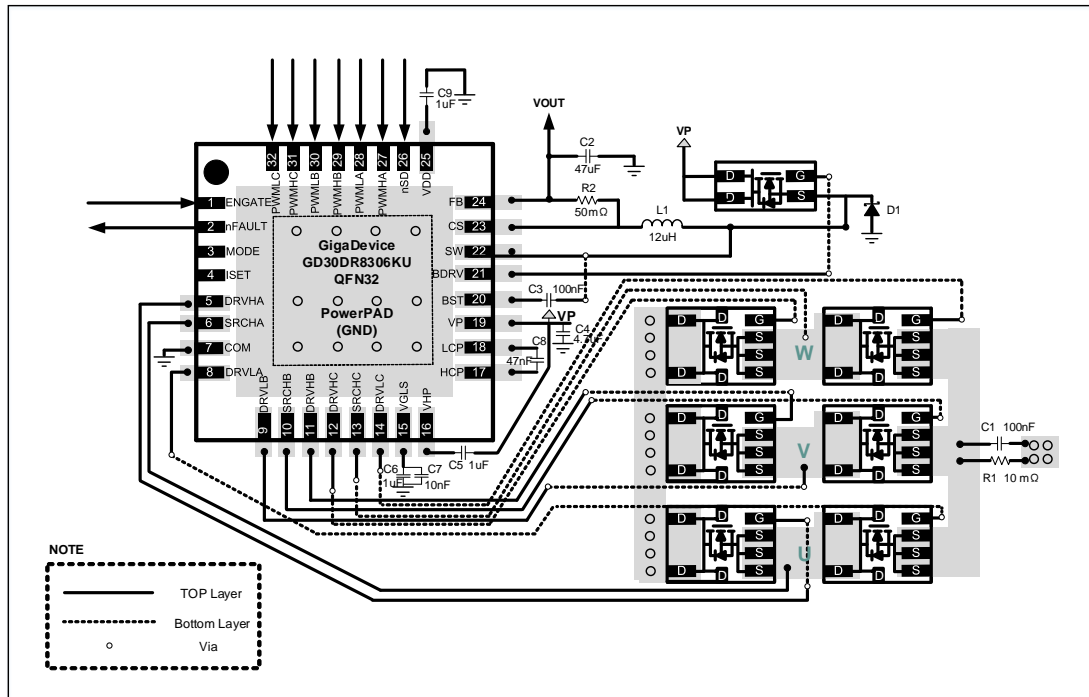 C9
1uF
VOUT
C2
47uF
R2
50mΩ
L1
12uH
VP
D
D
G
S
D1
32
31
30
29
28
27
26
25
PWMLC
PWMHC
PWMLB
PWMHB
PWMLA
PWMHA
nSD
VDD
1 ENGATE
2 nFAULT
3 MODE
4 ISET
5 DRVHA
6 SRCHA
7 COM
8 DRVLA
GigaDevice
GD30DR8306KU
QFN32
PowerPAD
(GND)
FB 24
CS 23
SW 22
BDRV 21
BST 20
VP 19
LCP 18
HCP 17
DRVLB
SRCHB
DRVHB
DRVHC
SRCHC
DRVLC
VGLS
VHP
9
10
11
12
13
14
15
16
C3 100nF
VP
C4
C8
47nF
C5 1uF
C6
1uF
C7
10nF
D
D
G
S
S
S
D
W
D
D
G
S
S
S
D
D
D
G
S
S
S
D
V
D
D
G
S
S
S
D
D
D
G
S
S
S
D
U
D
D
G
S
S
S
D
C1 100nF
R1 10 mΩ
NOTE
TOP Layer
Bottom Layer
Via